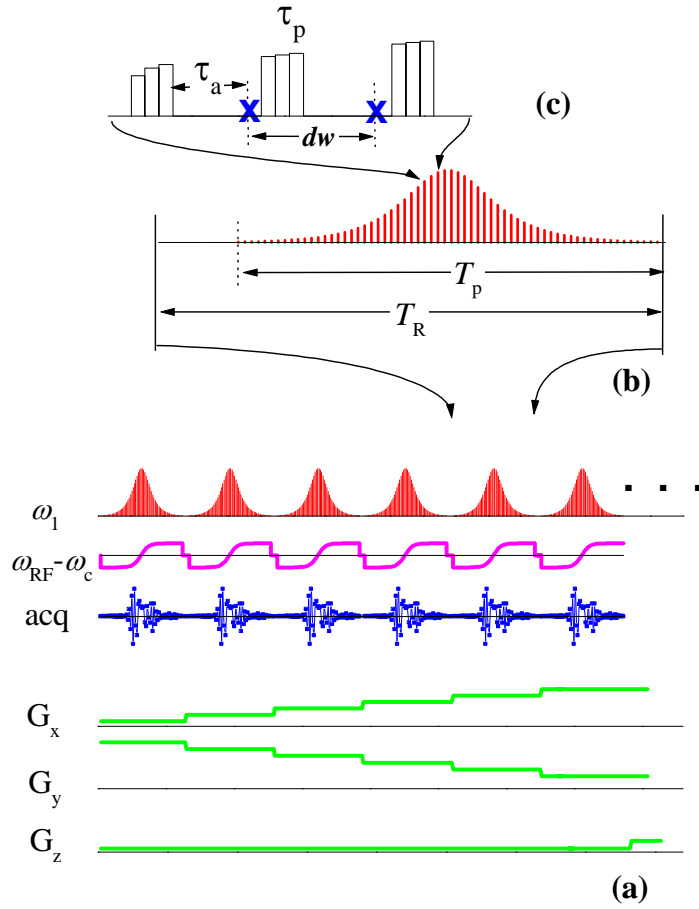 τp
τa
x x (c)
dw
Tp
TR
(b)
. . .
ω1
ωRF-ωc
acq
Gx
Gy
Gz
(a)